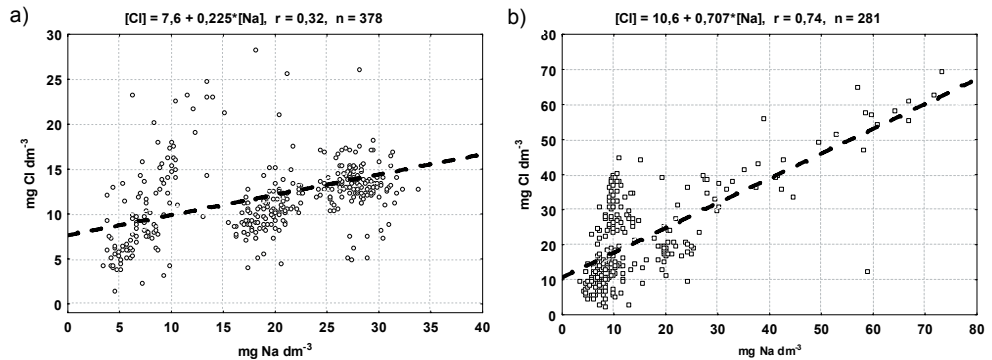 a)
[Cl] = 7,6 + 0,225*[Na], r = 0,32, n = 378
30
25
20
15
10
5
0
mg Cl dm⁻³
0 5 10 15 20 25 30 35 40
mg Na dm⁻³
b)
[Cl] = 10,6 + 0,707*[Na], r = 0,74, n = 281
80
70
60
50
40
30
20
10
0
mg Cl dm⁻³
0 10 20 30 40 50 60 70 80
mg Na dm⁻³